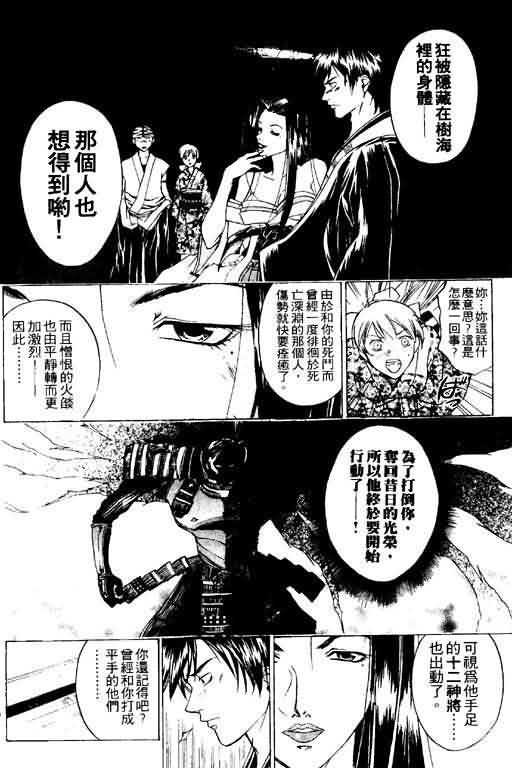 狂被隱藏在樹海
裡的身體——
那個人也
想得到喲！
妳…妳這話什
麼意思？這是
怎麼一回事？
ばっ
由於和你的死鬥而
曾經一度徘徊於死
亡深淵的那個人，
傷勢就快要痊癒了。
而且憎恨的火燄
也由平靜轉而更
加激烈！
因此……
為了打倒你，
奪回昔日的光榮，
所以他終於要開始
行動了——！
可視為他手足
的十二神將……
也出動了。
你還記得吧？
曾經和你打成
平手的他們
……